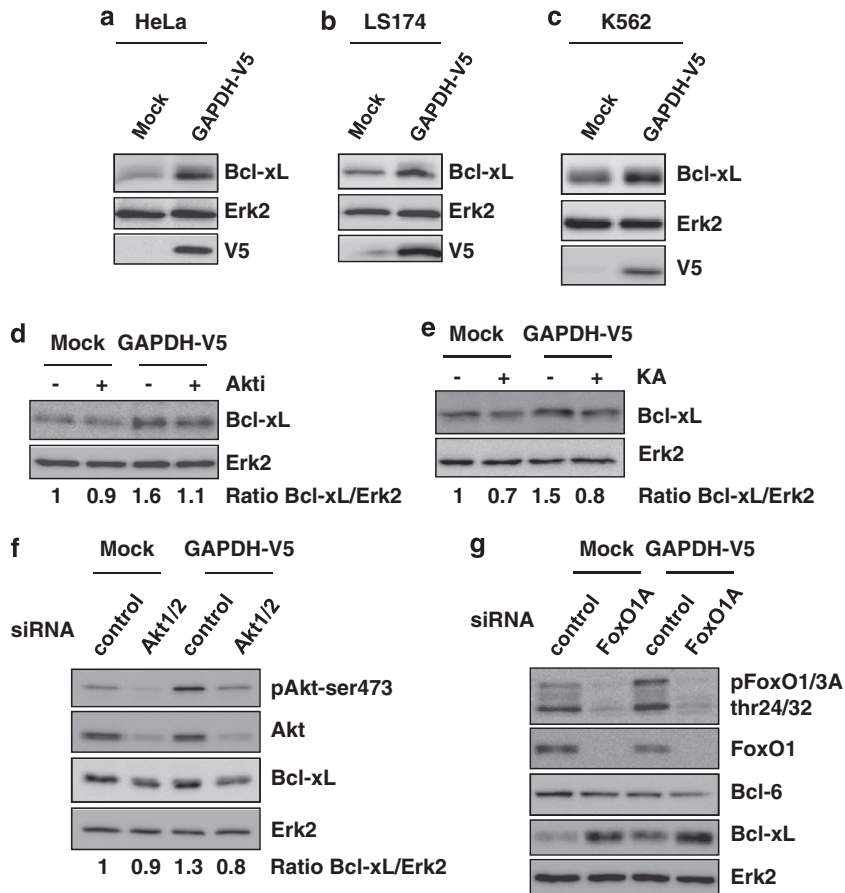 a HeLa
Mock GAPDH-V5
Bcl-xL
Erk2
V5
b LS174
Mock GAPDH-V5
Bcl-xL
Erk2
V5
c K562
Mock GAPDH-V5
Bcl-xL
Erk2
V5
d Mock GAPDH-V5
- + - + Akti
Bcl-xL
Erk2
1 0.9 1.6 1.1 Ratio Bcl-xL/Erk2
e Mock GAPDH-V5
- + - + KA
Bcl-xL
Erk2
1 0.7 1.5 0.8 Ratio Bcl-xL/Erk2
f Mock GAPDH-V5
siRNA control Akt1/2 control Akt1/2
pAkt-ser473
Akt
Bcl-xL
Erk2
1 0.9 1.3 0.8 Ratio Bcl-xL/Erk2
g Mock GAPDH-V5
siRNA control FoxO1A control FoxO1A
pFoxO1/3A
thr24/32
FoxO1
Bcl-6
Bcl-xL
Erk2